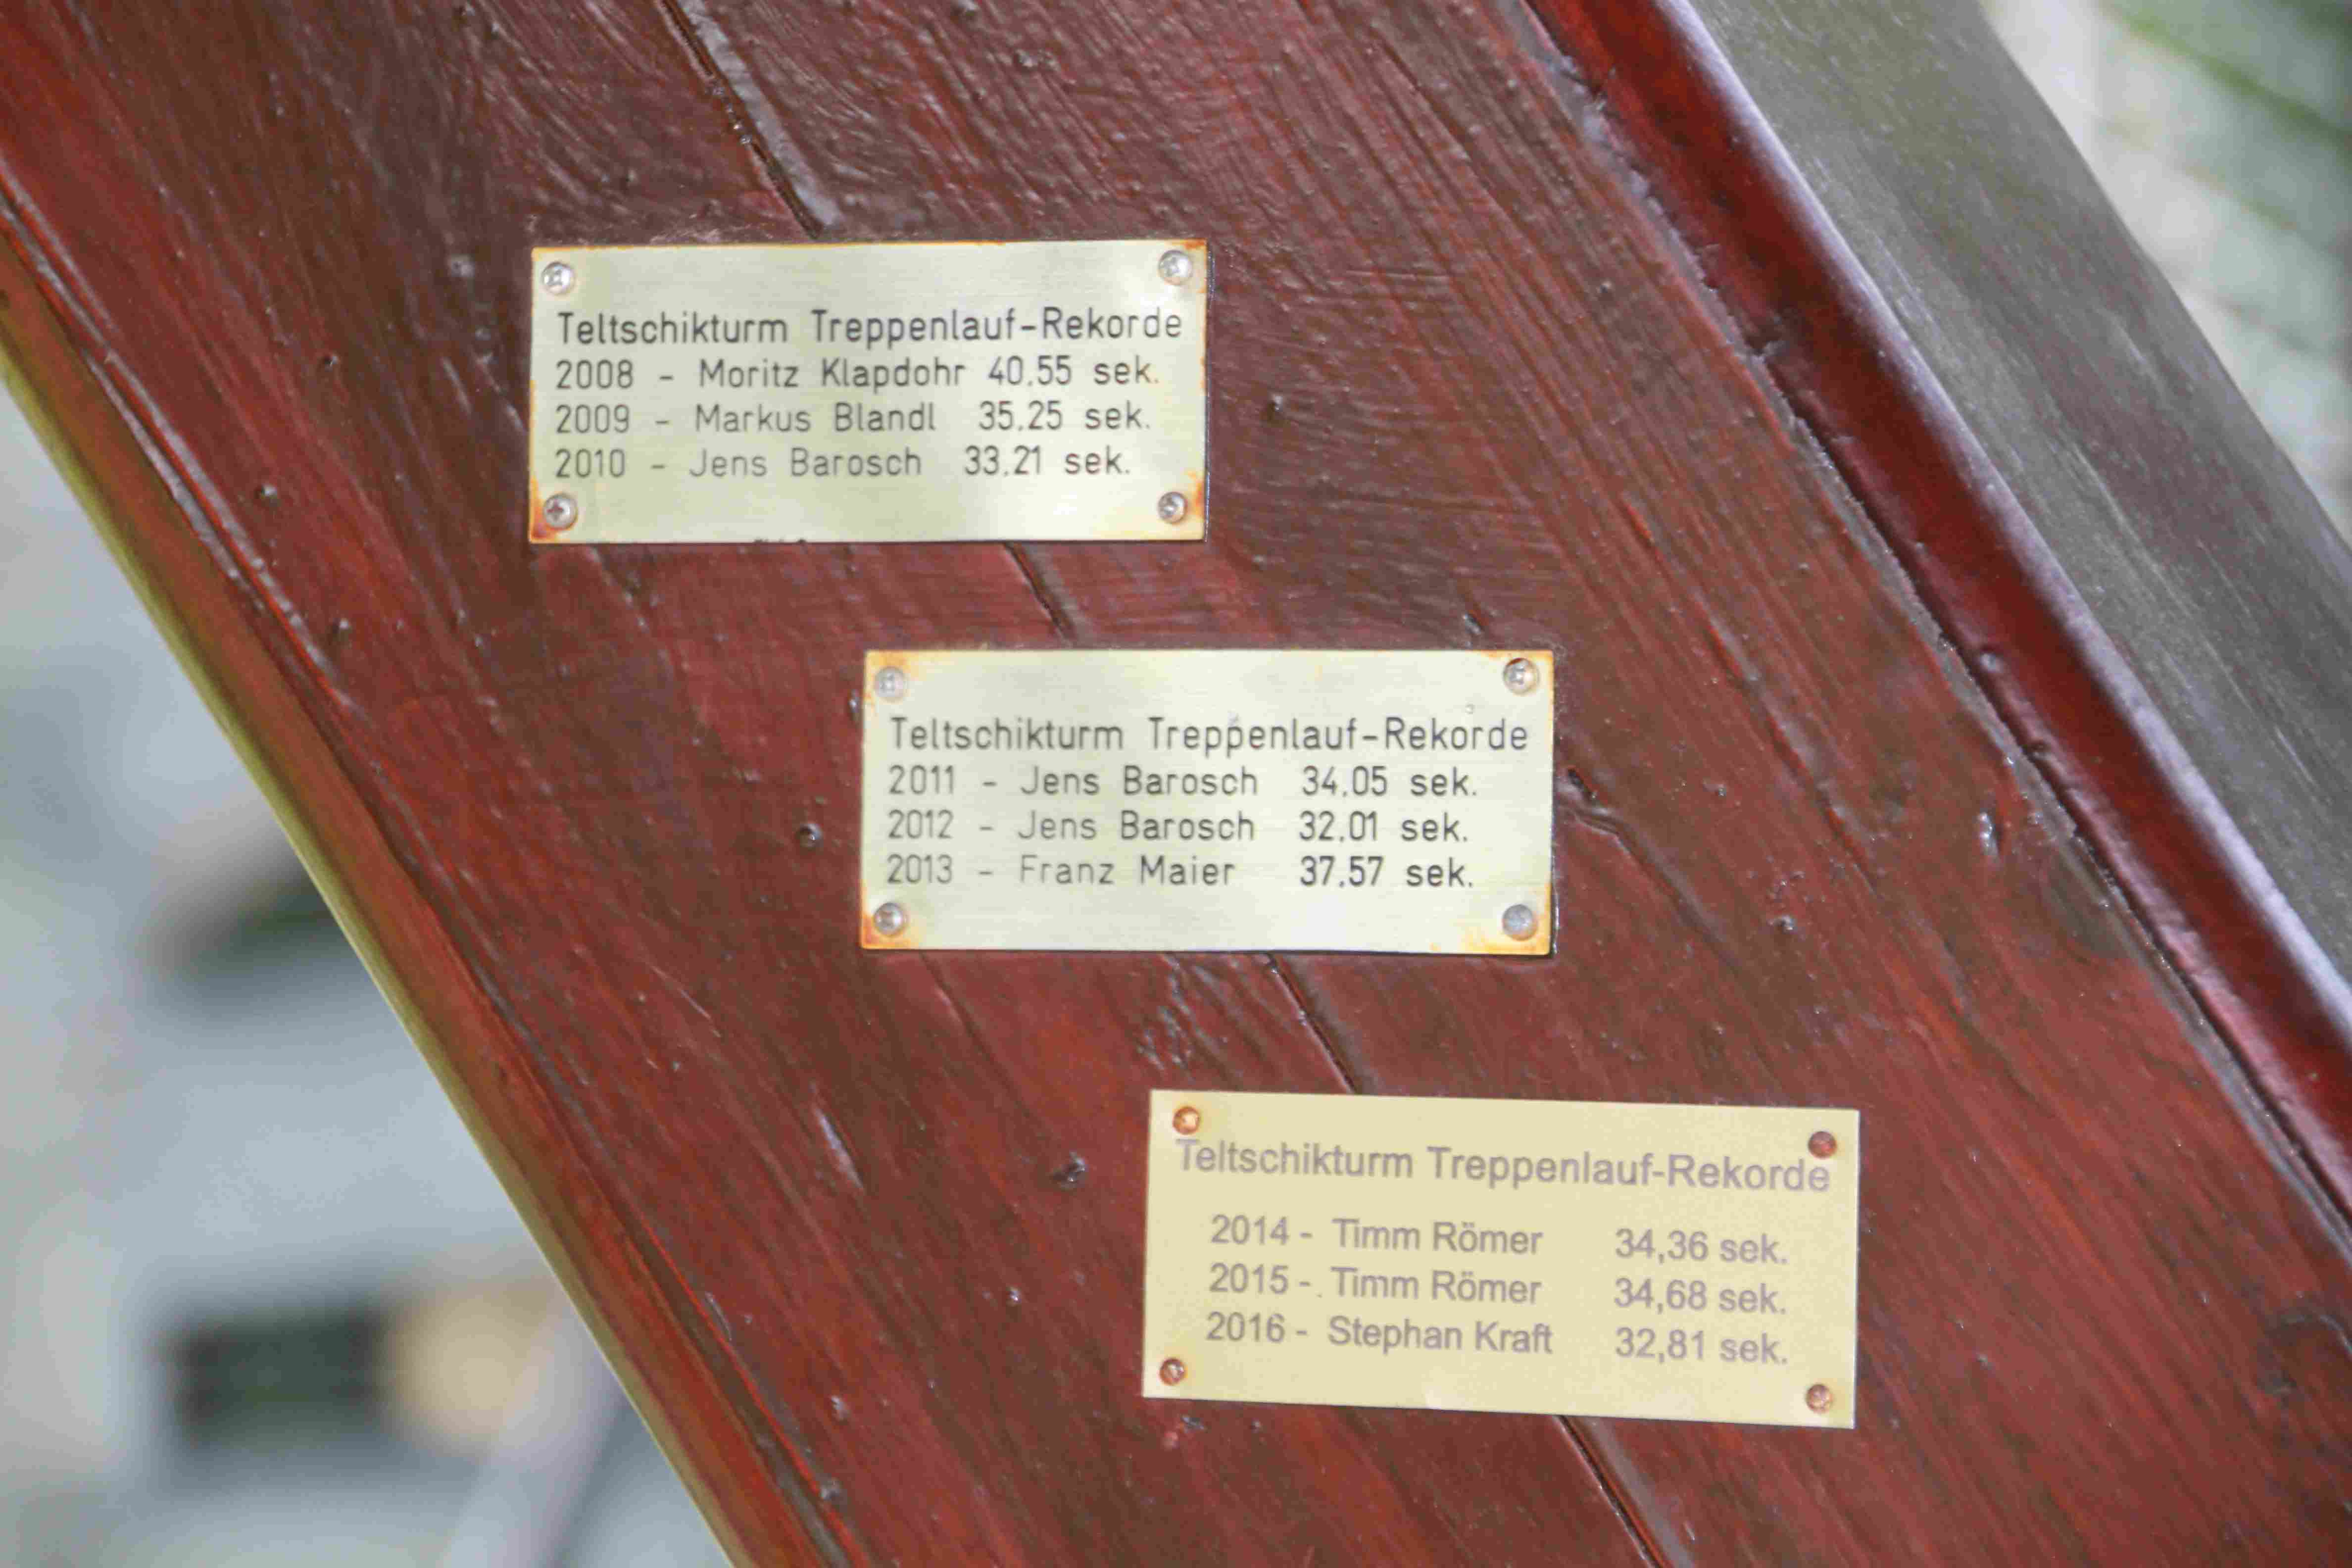 Teltschikturm Treppenlauf-Rekorde
2008 - Moritz Klapdohr 40.55 sek.
2009 - Markus Blandl 35.25 sek.
2010 - Jens Barosch 33.21 sek.
Teltschikturm Treppenlauf-Rekorde
2011 - Jens Barosch 34.05 sek.
2012 - Jens Barosch 32.01 sek.
2013 - Franz Maier 37.57 sek.
Teltschikturm Treppenlauf-Rekorde
2014 - Timm Römer 34,36 sek.
2015 - Timm Römer 34,68 sek.
2016 - Stephan Kraft 32,81 sek.